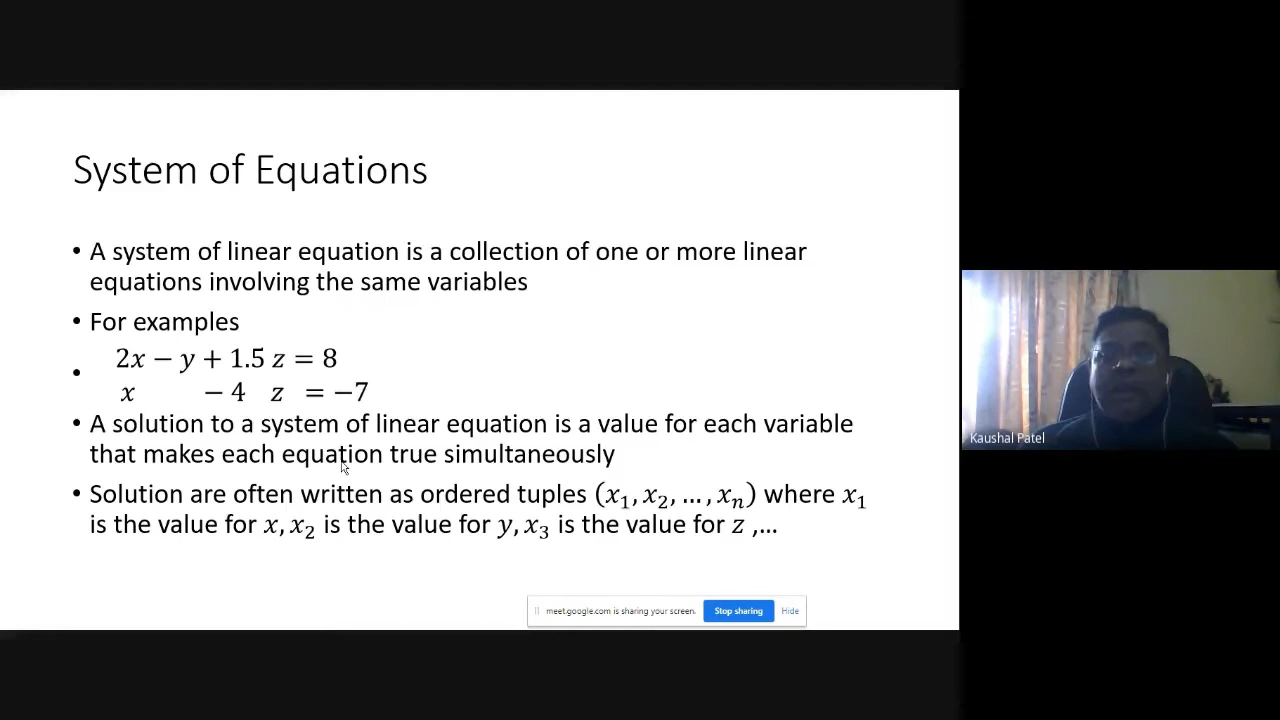 System of Equations
• A system of linear equation is a collection of one or more linear
equations involving the same variables
• For examples
• 2x − y + 1.5 z = 8
x − 4 z = −7
• A solution to a system of linear equation is a value for each variable
that makes each equation true simultaneously
• Solution are often written as ordered tuples (x₁, x₂, … , xₙ) where x₁
is the value for x, x₂ is the value for y, x₃ is the value for z ,…
meet.google.com is sharing your screen. Stop sharing Hide
Kaushal Patel